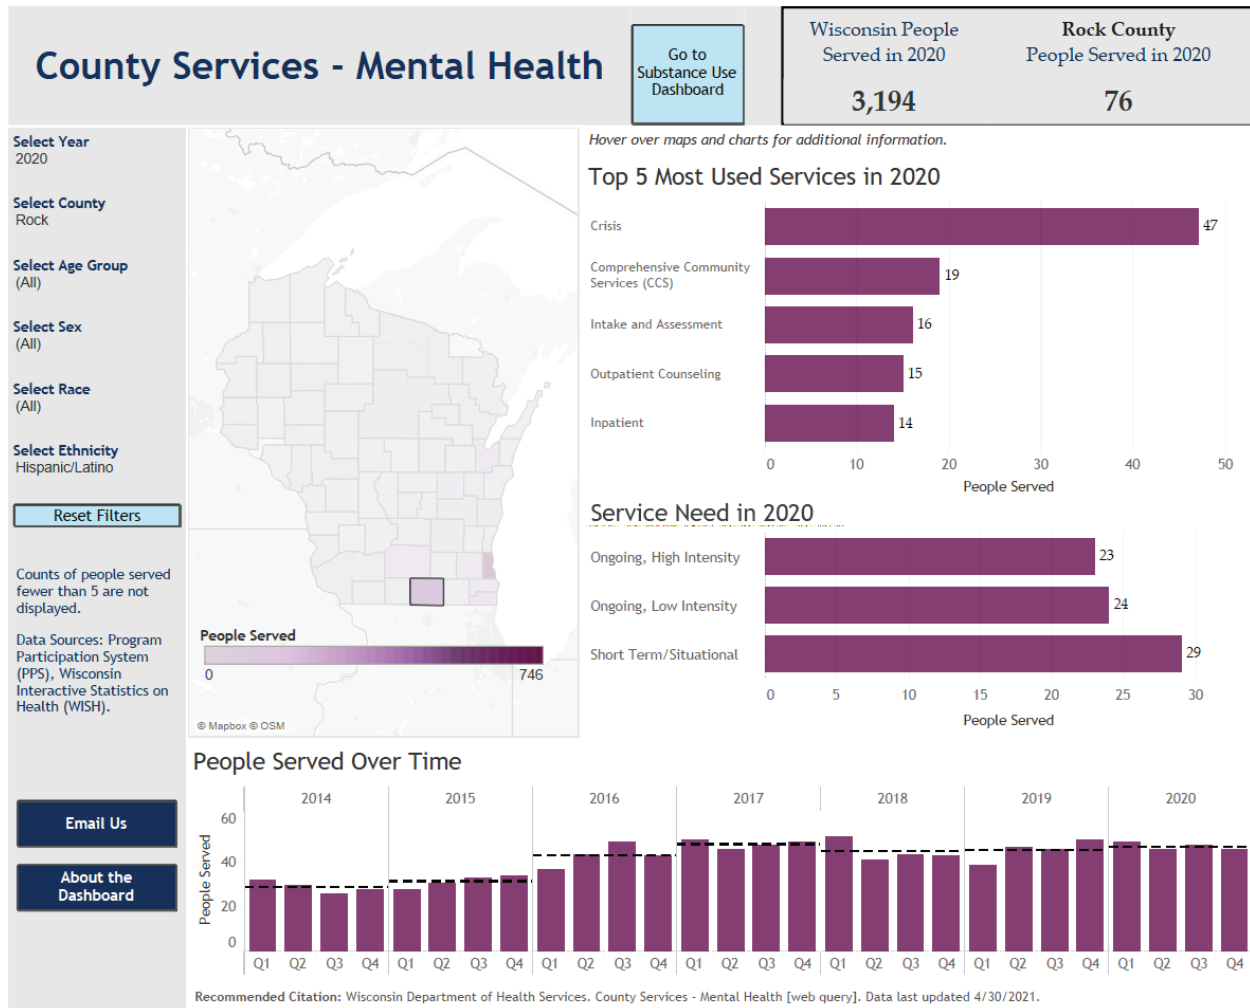 County Services - Mental Health
Go to
Substance Use
Dashboard
Wisconsin People
Served in 2020
3,194
Rock County
People Served in 2020
76
Select Year
2020
Select County
Rock
Select Age Group
(All)
Select Sex
(All)
Select Race
(All)
Select Ethnicity
Hispanic/Latino
Reset Filters
Counts of people served
fewer than 5 are not
displayed.
Data Sources: Program
Participation System
(PPS), Wisconsin
Interactive Statistics on
Health (WISH).
Email Us
About the
Dashboard
People Served
0
746
© Mapbox © OSM
Hover over maps and charts for additional information.
Top 5 Most Used Services in 2020
Crisis
47
Comprehensive Community
Services (CCS)
19
Intake and Assessment
16
Outpatient Counseling
15
Inpatient
14
0 10 20 30 40 50
People Served
Service Need in 2020
Ongoing, High Intensity
23
Ongoing, Low Intensity
24
Short Term/Situational
29
0 5 10 15 20 25 30
People Served
People Served Over Time
2014 2015 2016 2017 2018 2019 2020
People Served
60
40
20
0
Q1 Q2 Q3 Q4 Q1 Q2 Q3 Q4 Q1 Q2 Q3 Q4 Q1 Q2 Q3 Q4 Q1 Q2 Q3 Q4 Q1 Q2 Q3 Q4 Q1 Q2 Q3 Q4
Recommended Citation: Wisconsin Department of Health Services. County Services - Mental Health [web query]. Data last updated 4/30/2021.